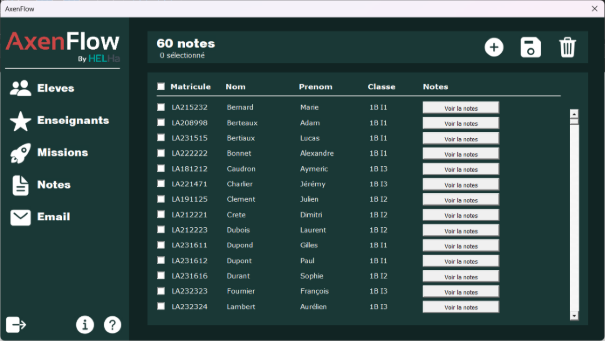 AxenFlow
AxenFlow
By HELHa
Eleves
Enseignants
Missions
Notes
Email
60 notes
0 sélectionné
Matricule Nom Prenom Classe Notes
LA215232 Bernard Marie 1B I1 Voir la notes
LA208998 Berteaux Adam 1B I1 Voir la notes
LA231515 Bertiaux Lucas 1B I1 Voir la notes
LA222222 Bonnet Alexandre 1B I1 Voir la notes
LA181212 Caudron Aymeric 1B I3 Voir la notes
LA221471 Charlier Jérémy 1B I3 Voir la notes
LA191125 Clement Julien 1B I2 Voir la notes
LA212221 Crete Dimitri 1B I2 Voir la notes
LA212223 Dubois Laurent 1B I2 Voir la notes
LA231611 Dupond Gilles 1B I1 Voir la notes
LA231612 Dupont Paul 1B I1 Voir la notes
LA231616 Durant Sophie 1B I2 Voir la notes
LA232323 Fournier François 1B I3 Voir la notes
LA232324 Lambert Aurélien 1B I3 Voir la notes